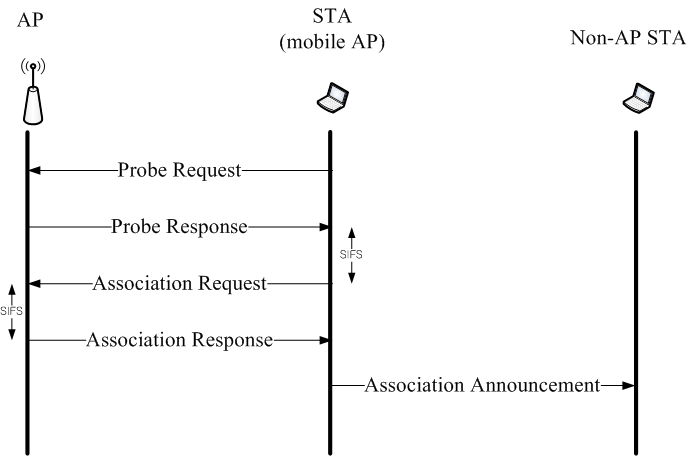 AP
STA
(mobile AP)
Non-AP STA
Probe Request
Probe Response
SIFS
Association Request
SIFS
Association Response
Association Announcement